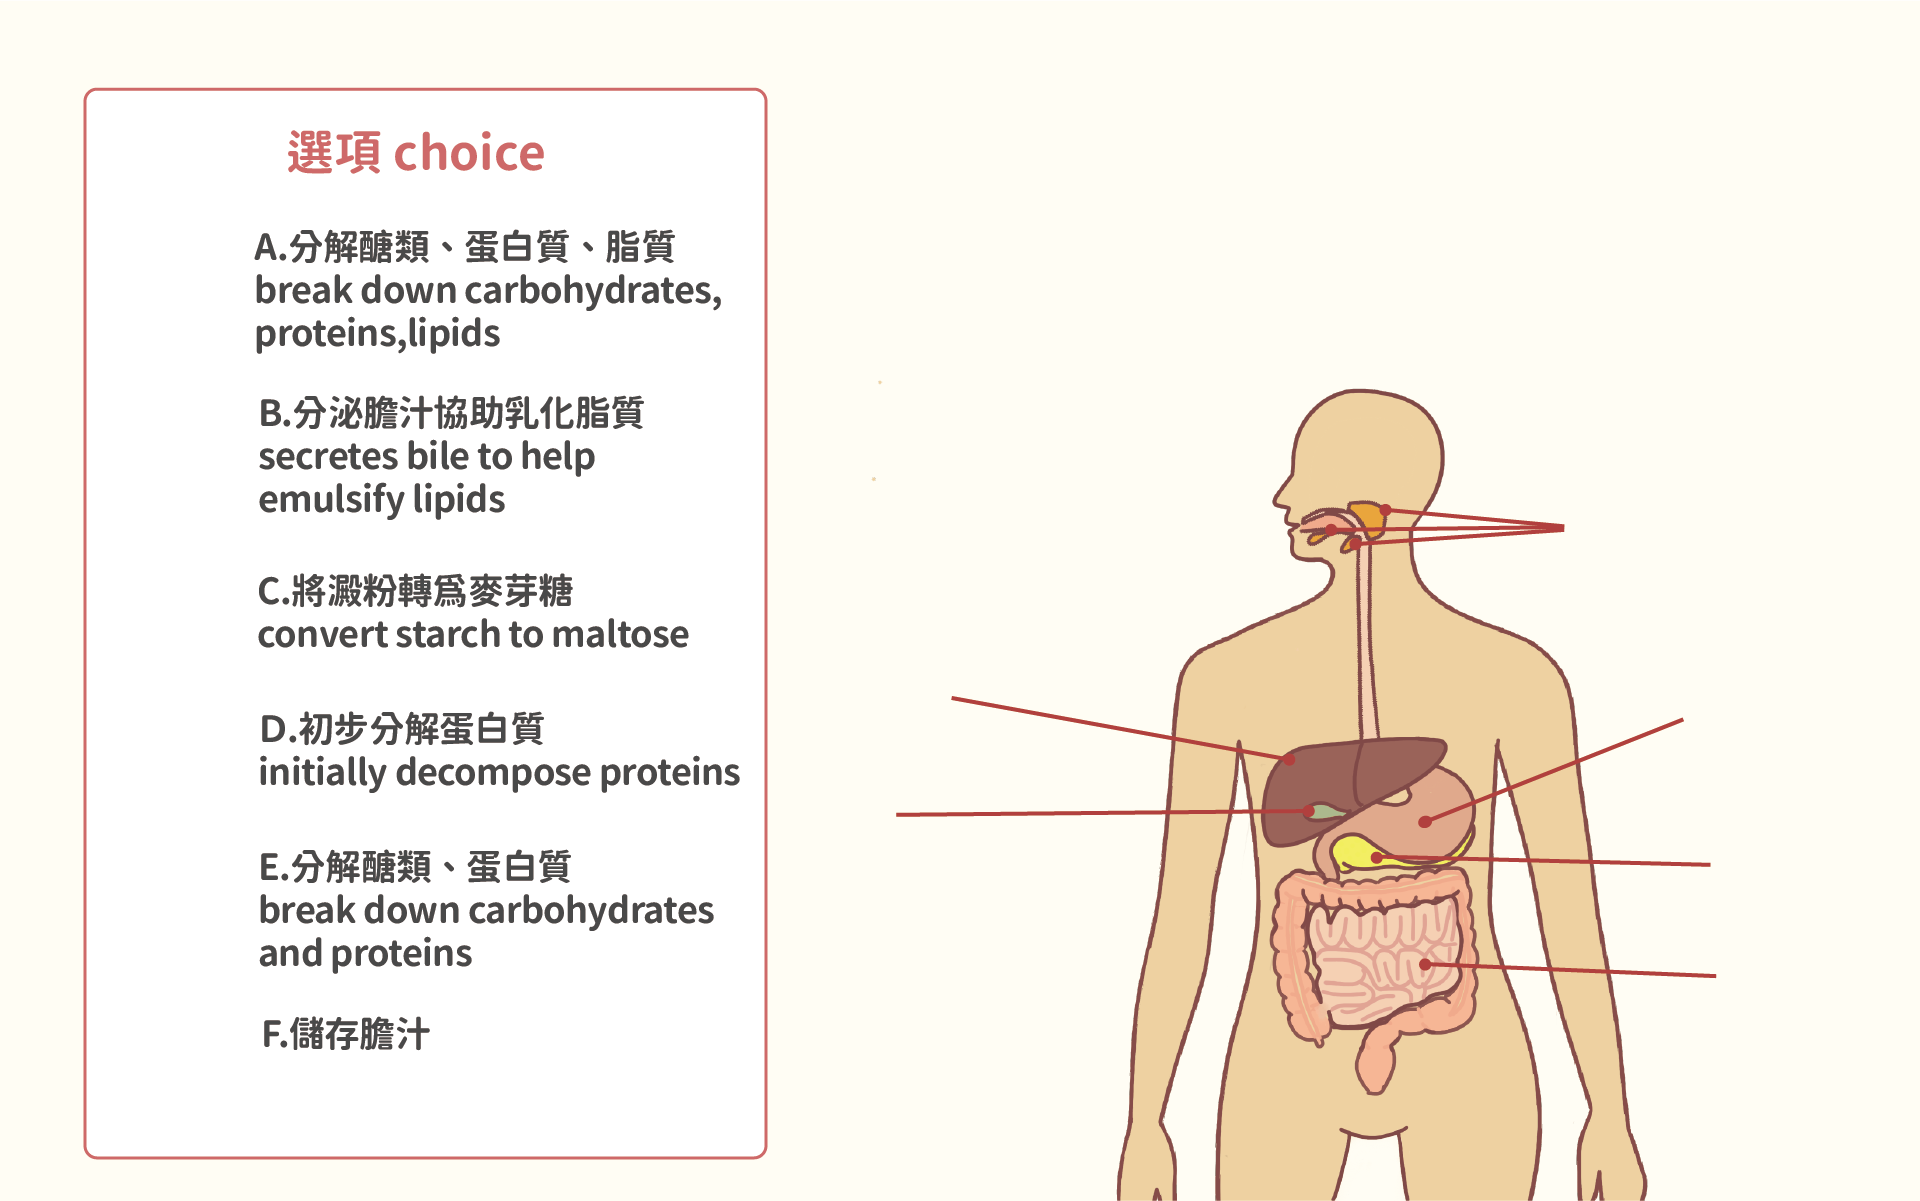 選項 choice
A.分解醣類、蛋白質、脂質
break down carbohydrates,
proteins,lipids
B.分泌膽汁協助乳化脂質
secretes bile to help
emulsify lipids
C.將澱粉轉爲麥芽糖
convert starch to maltose
D.初步分解蛋白質
initially decompose proteins
E.分解醣類、蛋白質
break down carbohydrates
and proteins
F.儲存膽汁